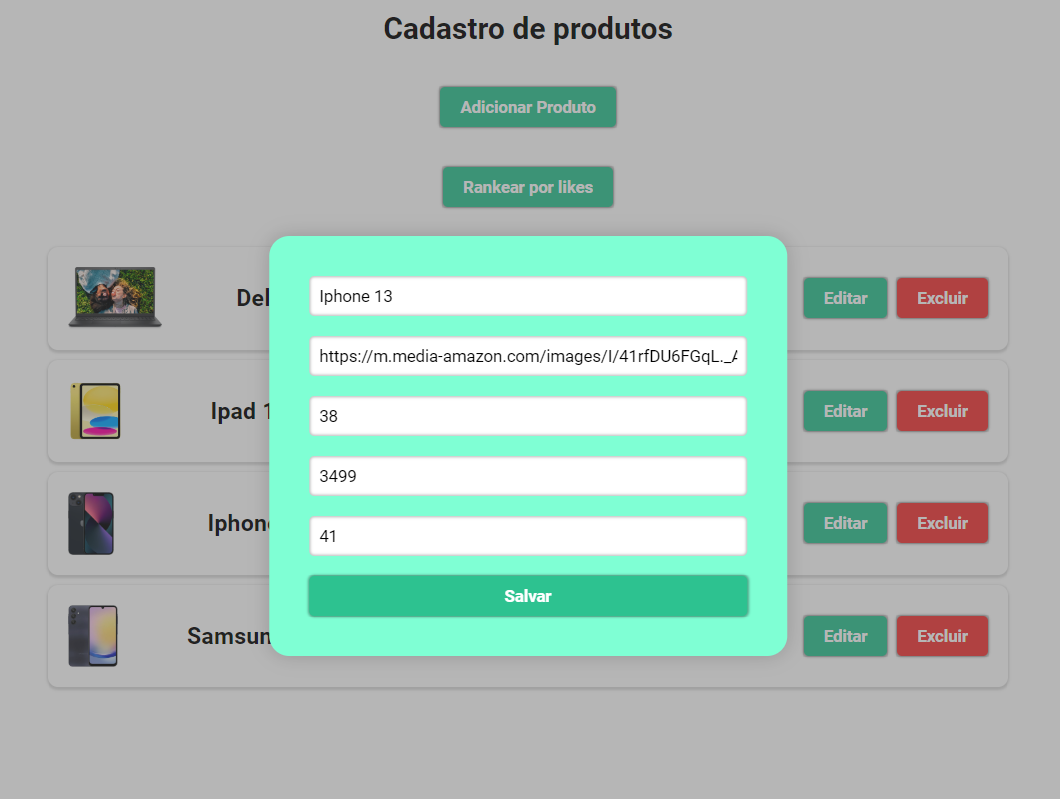 Cadastro de produtos
Adicionar Produto
Rankear por likes
Del
Editar
Excluir
Ipad 1
Editar
Excluir
Iphon
Editar
Excluir
Samsun
Editar
Excluir
Iphone 13
https://m.media-amazon.com/images/I/41rfDU6FGqL._A
38
3499
41
Salvar